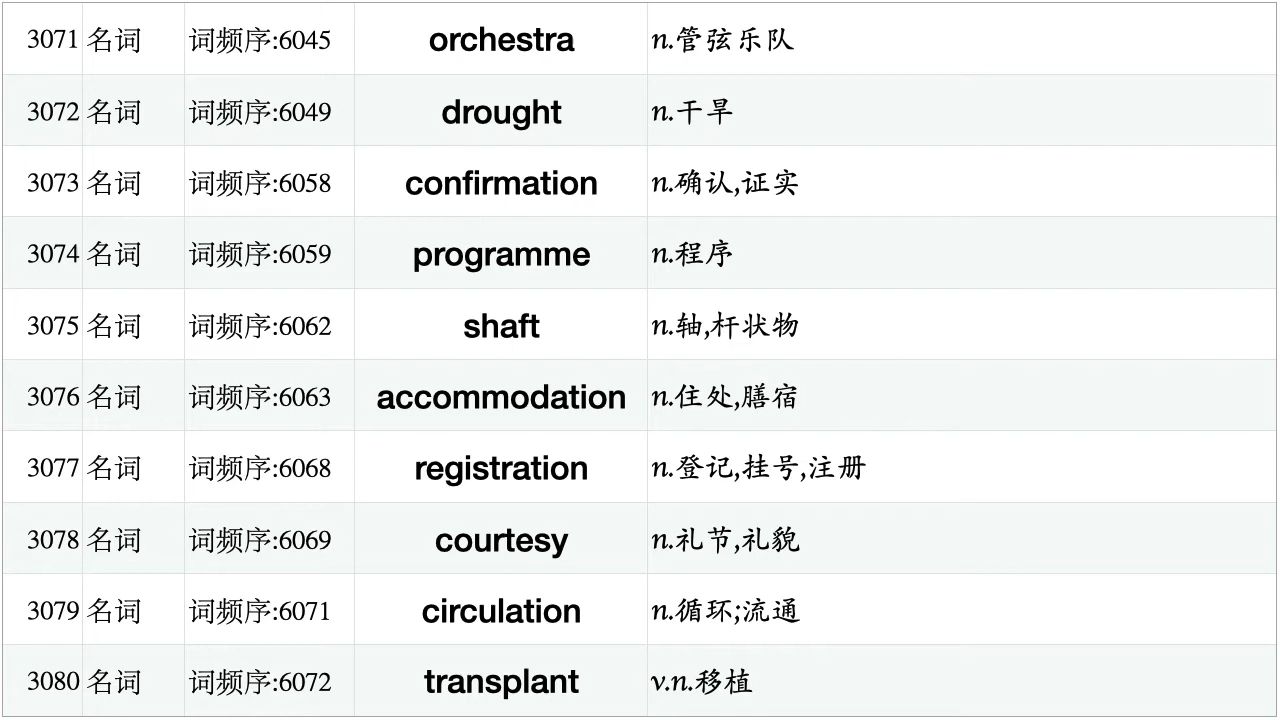 3071 名词 词频序:6045 orchestra n.管弦乐队
3072 名词 词频序:6049 drought n.干旱
3073 名词 词频序:6058 confirmation n.确认,证实
3074 名词 词频序:6059 programme n.程序
3075 名词 词频序:6062 shaft n.轴,杆状物
3076 名词 词频序:6063 accommodation n.住处,膳宿
3077 名词 词频序:6068 registration n.登记,挂号,注册
3078 名词 词频序:6069 courtesy n.礼节,礼貌
3079 名词 词频序:6071 circulation n.循环;流通
3080 名词 词频序:6072 transplant v.n.移植